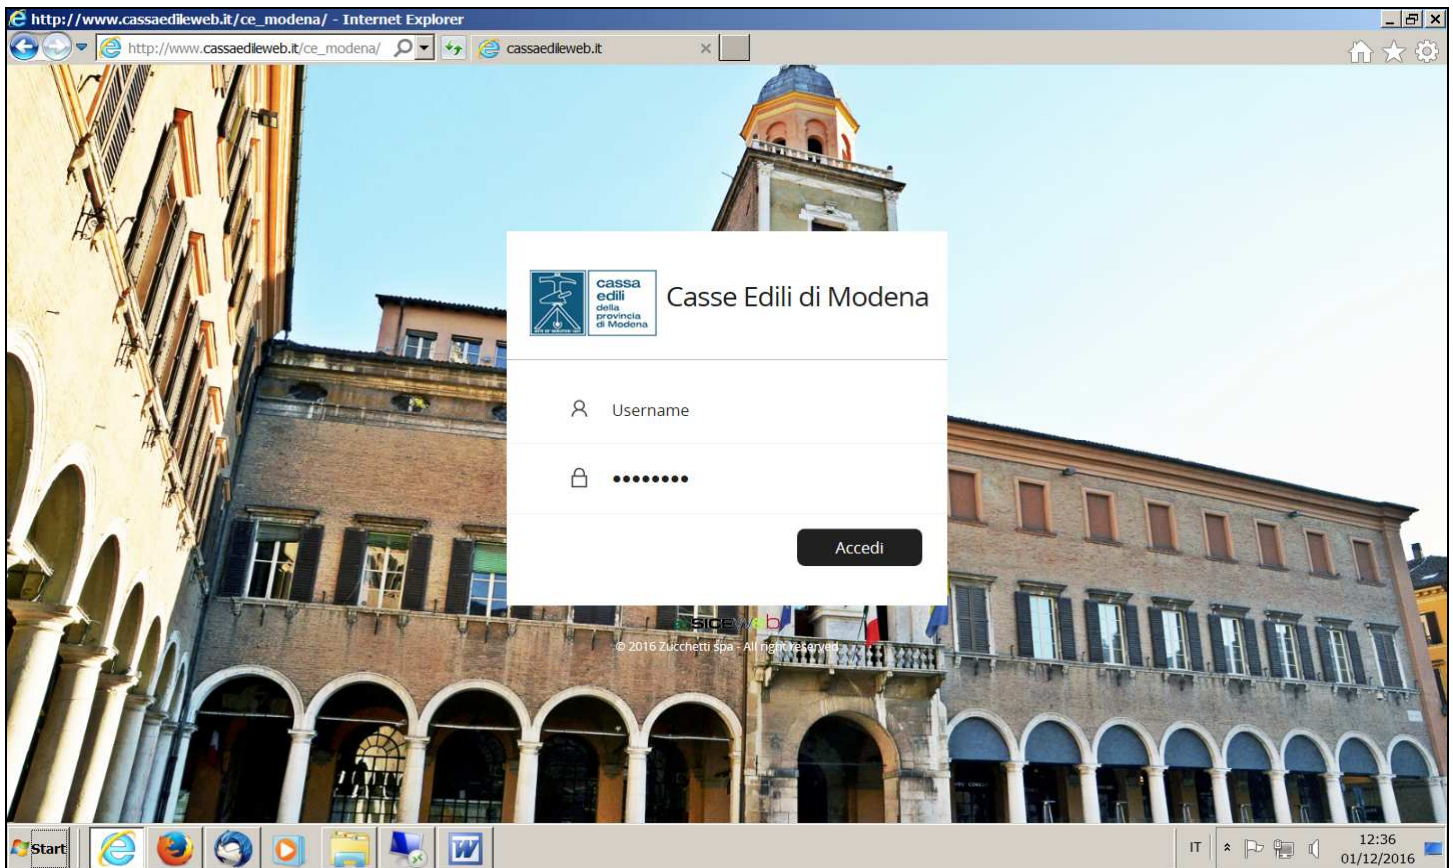 http://www.cassaedileweb.it/ce_modena/ - Internet Explorer
http://www.cassaedileweb.it/ce_modena/
cassaedileweb.it
cassa
edili
della
provincia
di Modena
Casse Edili di Modena
Username
Accedi
SICEWeb
© 2016 Zucchetti spa - All right reserved
Start
IT
12:36
01/12/2016